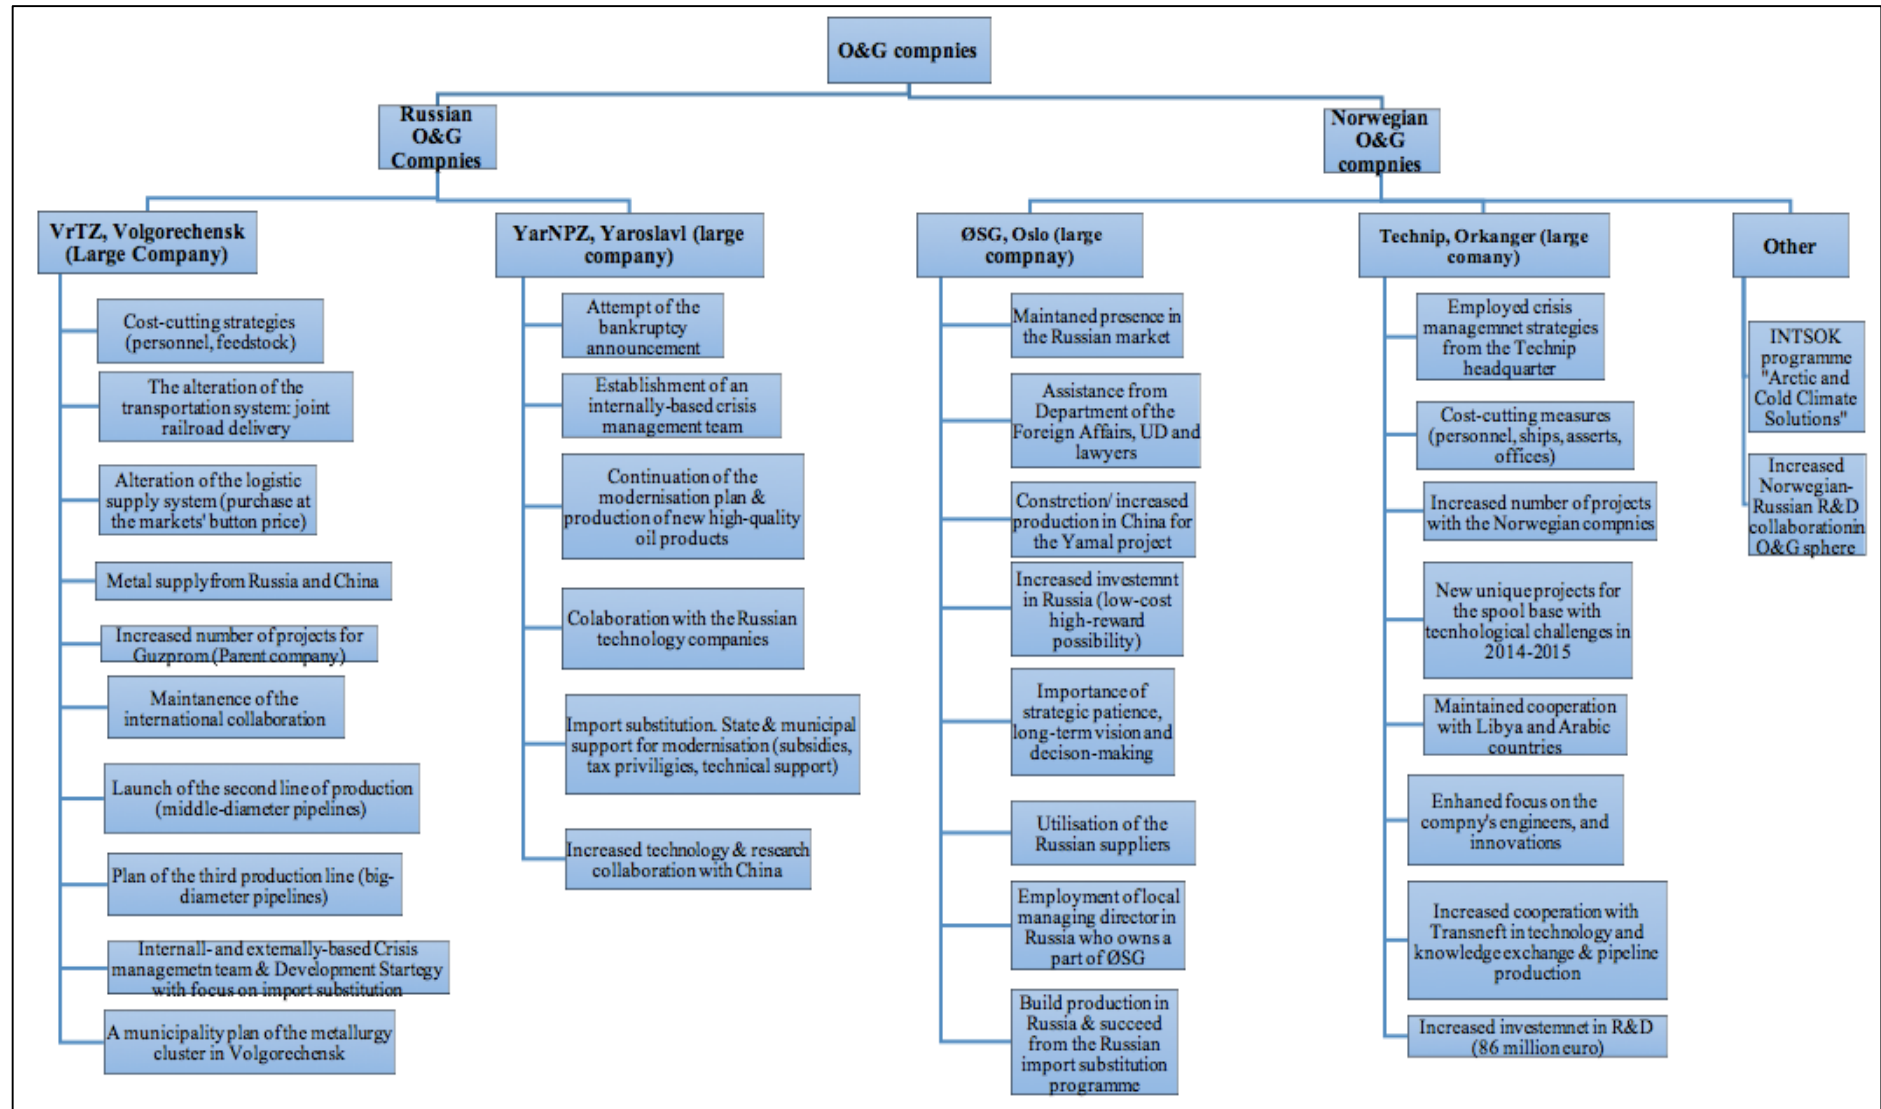 O&G compnies
Russian
O&G
Compnies
Norwegian
O&G
compnies
VrTZ, Volgorechensk
(Large Company)
Cost-cutting strategies
(personnel, feedstock)
The alteration of the
transportation system: joint
railroad delivery
Alteration of the logistic
supply system (purchase at
the markets' button price)
Metal supply from Russia and China
Increased number of projects for
Guzprom (Parent company)
Maintanence of the
international collaboration
Launch of the second line of production
(middle-diameter pipelines)
Plan of the third production line (big-
diameter pipelines)
Internall- and externally-based Crisis
managemetn team & Development Startegy
with focus on import substitution
A municipality plan of the metallurgy
cluster in Volgorechensk
YarNPZ, Yaroslavl (large
company)
Attempt of the
bankruptcy
announcement
Establishment of an
internally-based crisis
management team
Continuation of the
modernisation plan &
production of new high-quality
oil products
Colaboration with the Russian
technology companies
Import substitution. State & municipal
support for modernisation (subsidies,
tax priviligies, technical support)
Increased technology & research
collaboration with China
ØSG, Oslo (large
compnay)
Maintaned presence in
the Russian market
Assistance from
Department of the
Foreign Affairs, UD and
lawyers
Constrction/ increased
production in China for
the Yamal project
Increased investemnt
in Russia (low-cost
high-reward
possibility)
Importance of
strategic patience,
long-term vision and
decison-making
Utilisation of the
Russian suppliers
Employment of local
managing director in
Russia who owns a
part of ØSG
Build production in
Russia & succeed
from the Russian
import substitution
programme
Technip, Orkanger (large
comany)
Employed crisis
managemnet strategies
from the Technip
headquarter
Cost-cutting measures
(personnel, ships, asserts,
offices)
Increased number of projects
with the Norwegian compnies
New unique projects for
the spool base with
tecnhological challenges in
2014-2015
Maintained cooperation
with Libya and Arabic
countries
Enhaned focus on the
compny's engineers, and
innovations
Increased cooperation with
Transneft in technology and
knowledge exchange & pipeline
production
Increased investemnet in R&D
(86 million euro)
Other
INTSOK
programme
"Arctic and
Cold Climate
Solutions"
Increased
Norwegian-
Russian R&D
collaborationin
O&G sphere